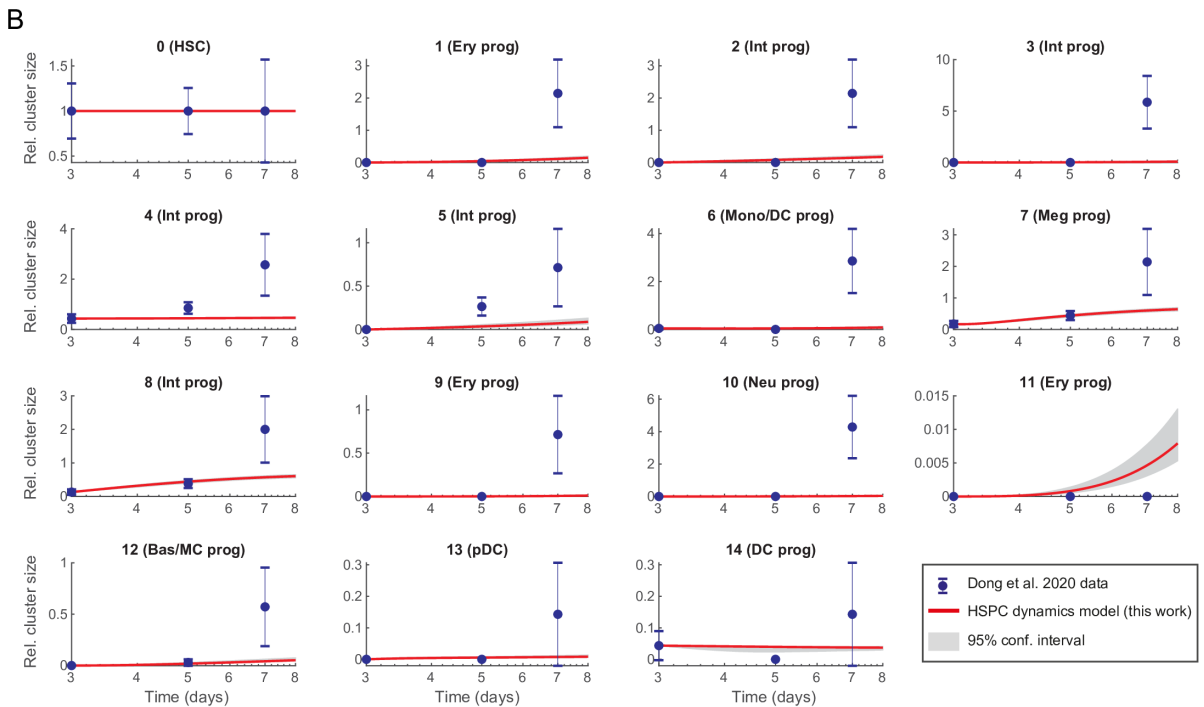 B
0 (HSC)
1 (Ery prog)
2 (Int prog)
3 (Int prog)
Rel. cluster size
1.5
1
0.5
3 4 5 6 7 8
3
2
1
0
3 4 5 6 7 8
3
2
1
0
3 4 5 6 7 8
10
5
0
3 4 5 6 7 8
4 (Int prog)
5 (Int prog)
6 (Mono/DC prog)
7 (Meg prog)
Rel. cluster size
4
2
0
3 4 5 6 7 8
1
0.5
0
3 4 5 6 7 8
4
2
0
3 4 5 6 7 8
3
2
1
0
3 4 5 6 7 8
8 (Int prog)
9 (Ery prog)
10 (Neu prog)
11 (Ery prog)
Rel. cluster size
3
2
1
0
3 4 5 6 7 8
1
0.5
0
3 4 5 6 7 8
6
4
2
0
3 4 5 6 7 8
0.015
0.01
0.005
0
3 4 5 6 7 8
12 (Bas/MC prog)
13 (pDC)
14 (DC prog)
Rel. cluster size
1
0.5
0
3 4 5 6 7 8
Time (days)
0.3
0.2
0.1
0
3 4 5 6 7 8
Time (days)
0.3
0.2
0.1
0
3 4 5 6 7 8
Time (days)
Dong et al. 2020 data
HSPC dynamics model (this work)
95% conf. interval